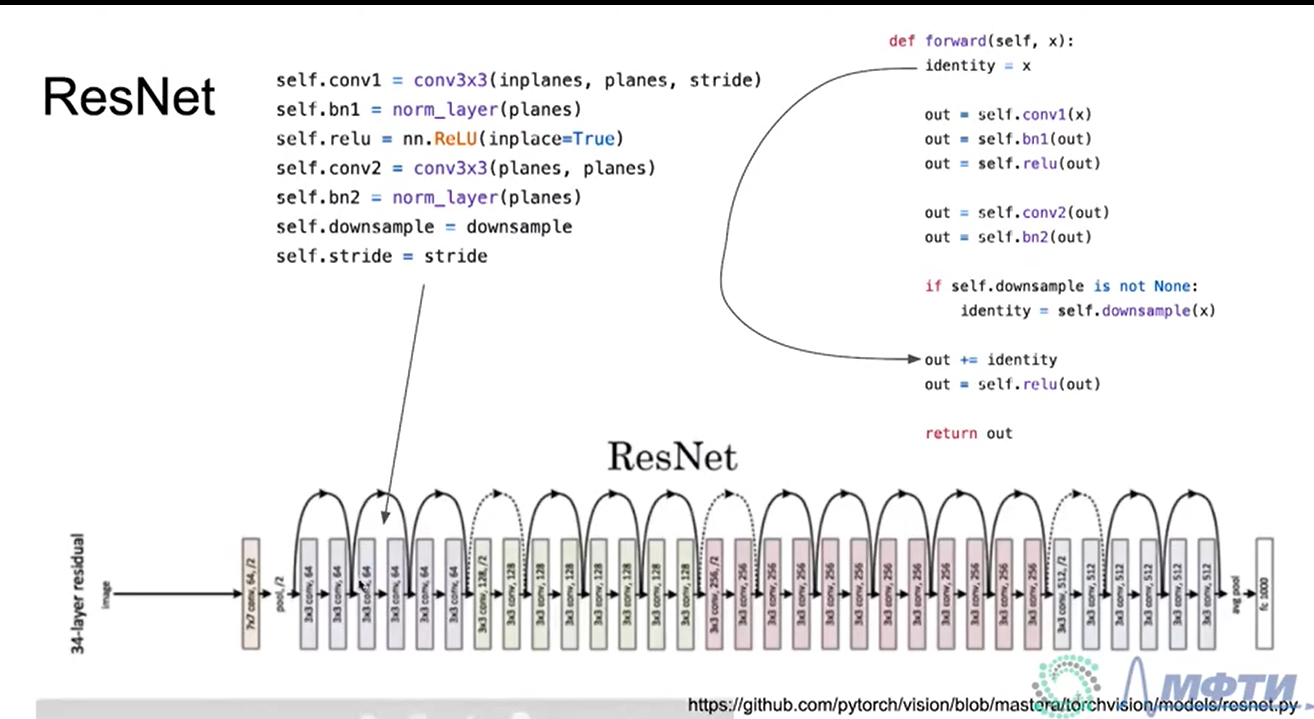 ResNet
self.conv1 = conv3x3(inplanes, planes, stride)
self.bn1 = norm_layer(planes)
self.relu = nn.ReLU(inplace=True)
self.conv2 = conv3x3(planes, planes)
self.bn2 = norm_layer(planes)
self.downsample = downsample
self.stride = stride
def forward(self, x):
identity = x
out = self.conv1(x)
out = self.bn1(out)
out = self.relu(out)
out = self.conv2(out)
out = self.bn2(out)
if self.downsample is not None:
identity = self.downsample(x)
out += identity
out = self.relu(out)
return out
ResNet
34-layer residual
image
7x7 conv, 64, /2
pool, /2
3x3 conv, 64
3x3 conv, 64
3x3 conv, 64
3x3 conv, 64
3x3 conv, 64
3x3 conv, 64
3x3 conv, 128, /2
3x3 conv, 128
3x3 conv, 128
3x3 conv, 128
3x3 conv, 128
3x3 conv, 128
3x3 conv, 128
3x3 conv, 128
3x3 conv, 256, /2
3x3 conv, 256
3x3 conv, 256
3x3 conv, 256
3x3 conv, 256
3x3 conv, 256
3x3 conv, 256
3x3 conv, 256
3x3 conv, 256
3x3 conv, 256
3x3 conv, 256
3x3 conv, 256
3x3 conv, 512, /2
3x3 conv, 512
3x3 conv, 512
3x3 conv, 512
3x3 conv, 512
3x3 conv, 512
avg pool
fc 1000
МФТИ
https://github.com/pytorch/vision/blob/mastera/torchvision/models/resnet.py